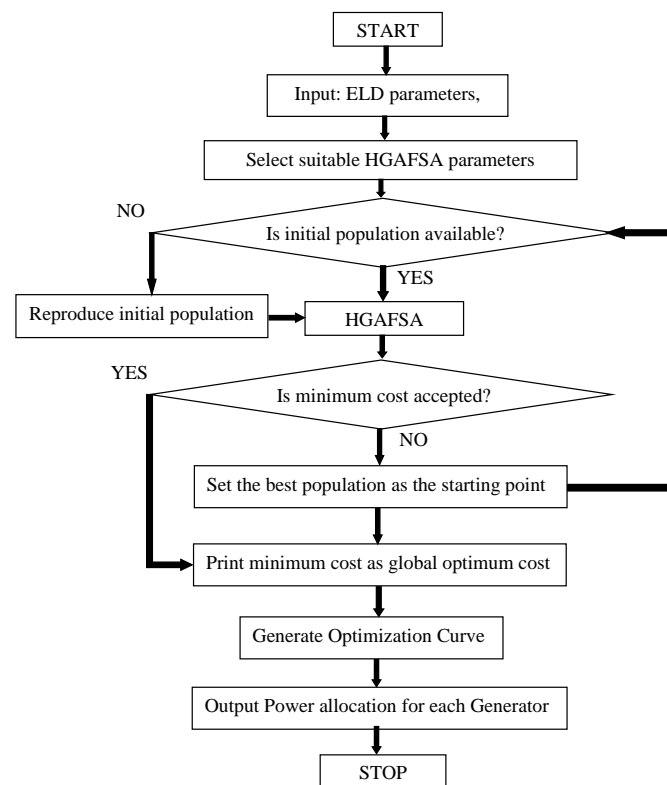 START
Input: ELD parameters,
Select suitable HGAFSA parameters
NO
Is initial population available?
YES
Reproduce initial population
HGAFSA
YES
Is minimum cost accepted?
NO
Set the best population as the starting point
Print minimum cost as global optimum cost
Generate Optimization Curve
Output Power allocation for each Generator
STOP